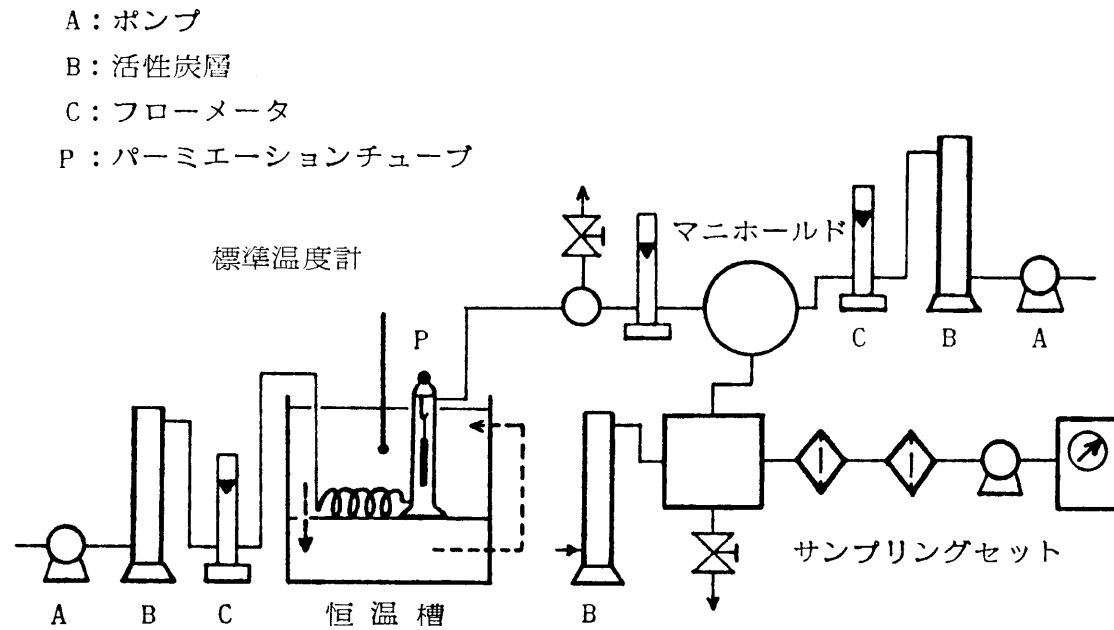 A：ポンプ
B：活性炭層
C：フローメータ
P：パーミエーションチューブ
標準温度計
マニホールド
P
C
B
A
サンプリングセット
A
B
C
恒温槽
B